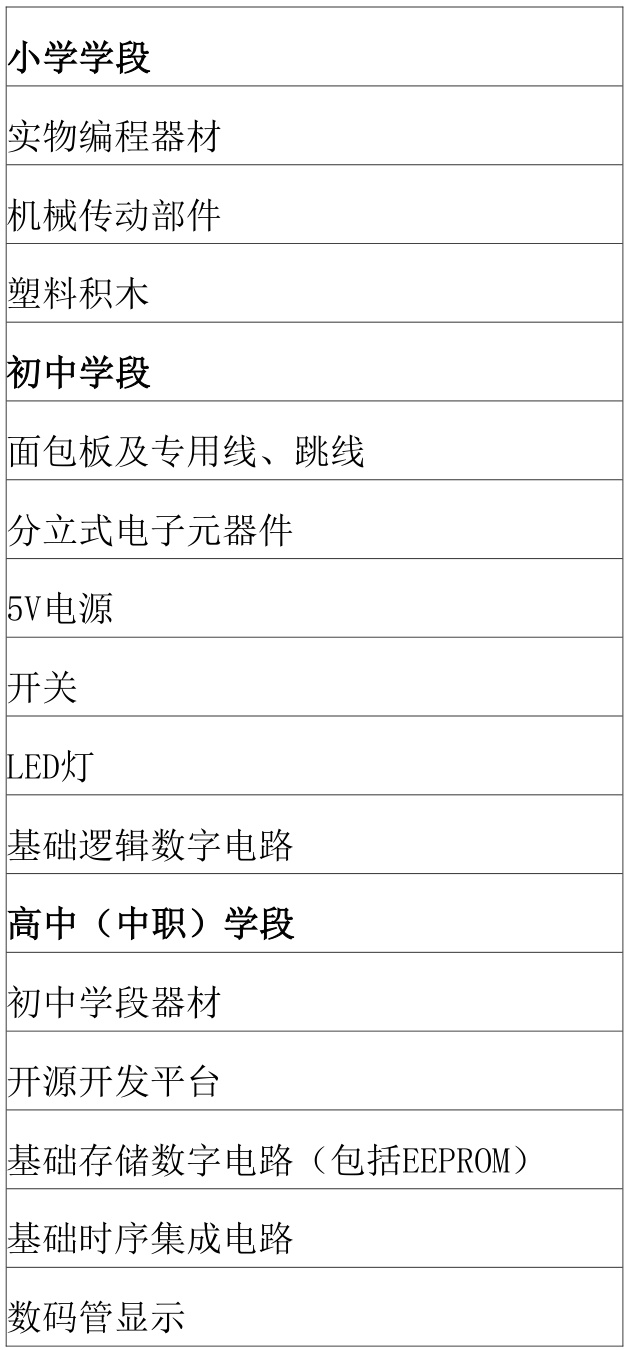 小学学段
实物编程器材
机械传动部件
塑料积木
初中学段
面包板及专用线、跳线
分立式电子元器件
5V电源
开关
LED灯
基础逻辑数字电路
高中（中职）学段
初中学段器材
开源开发平台
基础存储数字电路（包括EEPROM）
基础时序集成电路
数码管显示